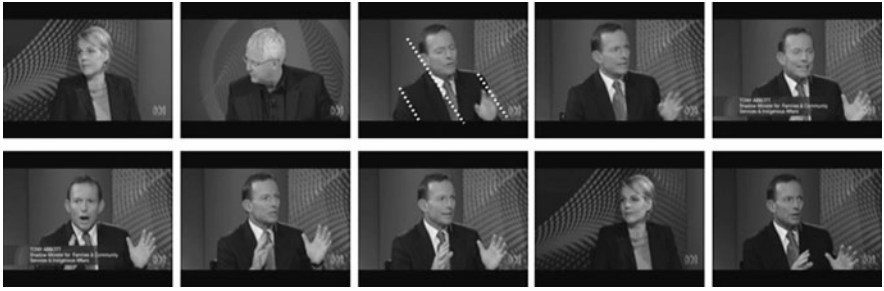 TONY ABBOTT
Shadow Minister for Families & Community
Services & Indigenous Affairs
TONY ABBOTT
Shadow Minister for Families & Community
Services & Indigenous Affairs